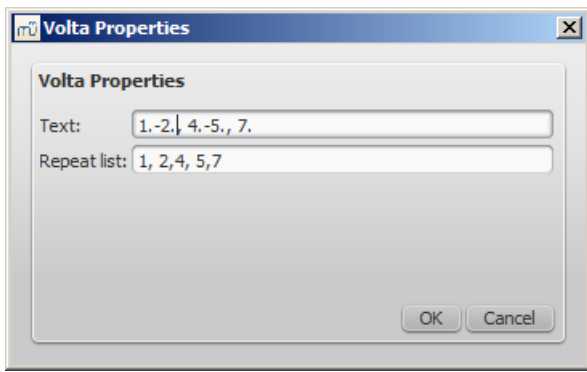 mü Volta Properties
Volta Properties
Text: 1.-2., 4.-5., 7.
Repeat list: 1, 2,4, 5,7
OK Cancel